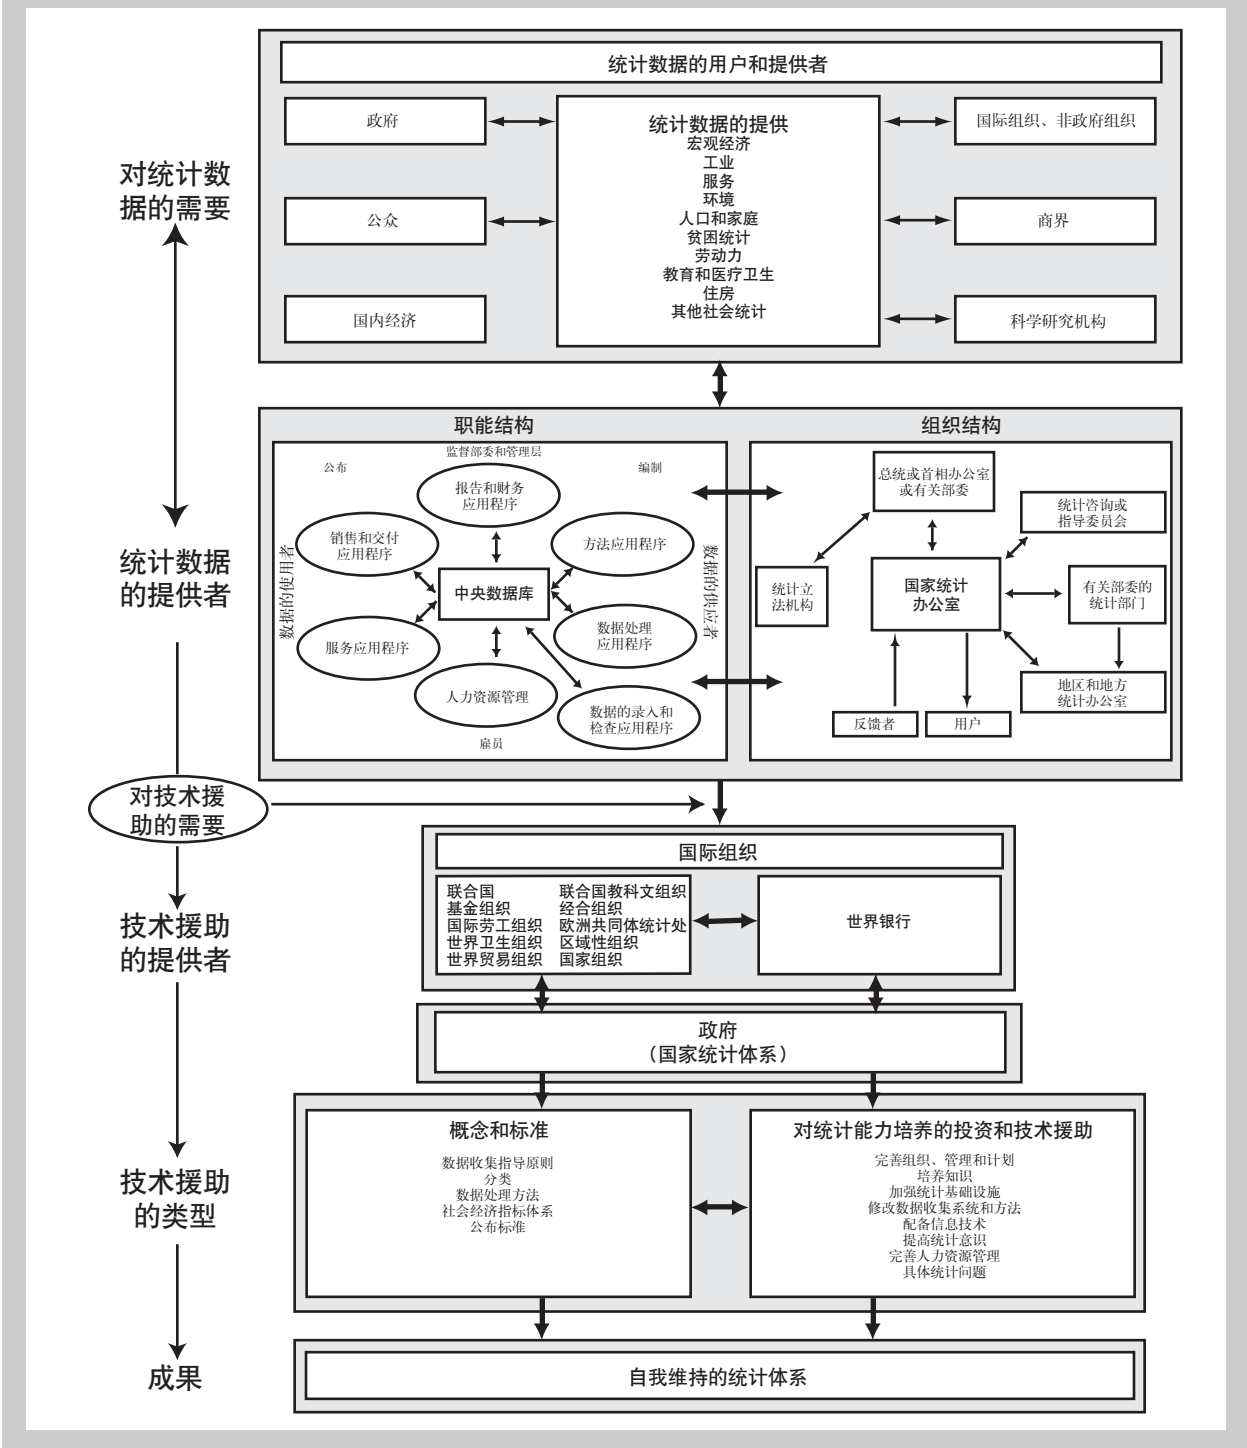 统计数据的用户和提供者
政府
公众
国内经济
统计数据的提供
宏观经济
工业
服务
环境
人口和家庭
贫困统计
劳动力
教育和医疗卫生
住房
其他社会统计
国际组织、非政府组织
商界
科学研究机构
对统计数
据的需要
职能结构
监督部委和管理层
公布
编制
报告和财务
应用程序
销售和交付
应用程序
方法应用程序
数据的使用者
中央数据库
数据的供应者
服务应用程序
数据处理
应用程序
人力资源管理
数据的录入和
检查应用程序
雇员
组织结构
总统或首相办公室
或有关部委
统计咨询或
指导委员会
统计立
法机构
国家统计
办公室
有关部委的
统计部门
地区和地方
统计办公室
反馈者
用户
统计数据
的提供者
对技术援
助的需要
国际组织
联合国
基金组织
国际劳工组织
世界卫生组织
世界贸易组织
联合国教科文组织
经合组织
欧洲共同体统计处
区域性组织
国家组织
世界银行
技术援助
的提供者
政府
（国家统计体系）
概念和标准
数据收集指导原则
分类
数据处理方法
社会经济指标体系
公布标准
对统计能力培养的投资和技术援助
完善组织、管理和计划
培养知识
加强统计基础设施
修改数据收集系统和方法
配备信息技术
提高统计意识
完善人力资源管理
具体统计问题
技术援助
的类型
成果
自我维持的统计体系